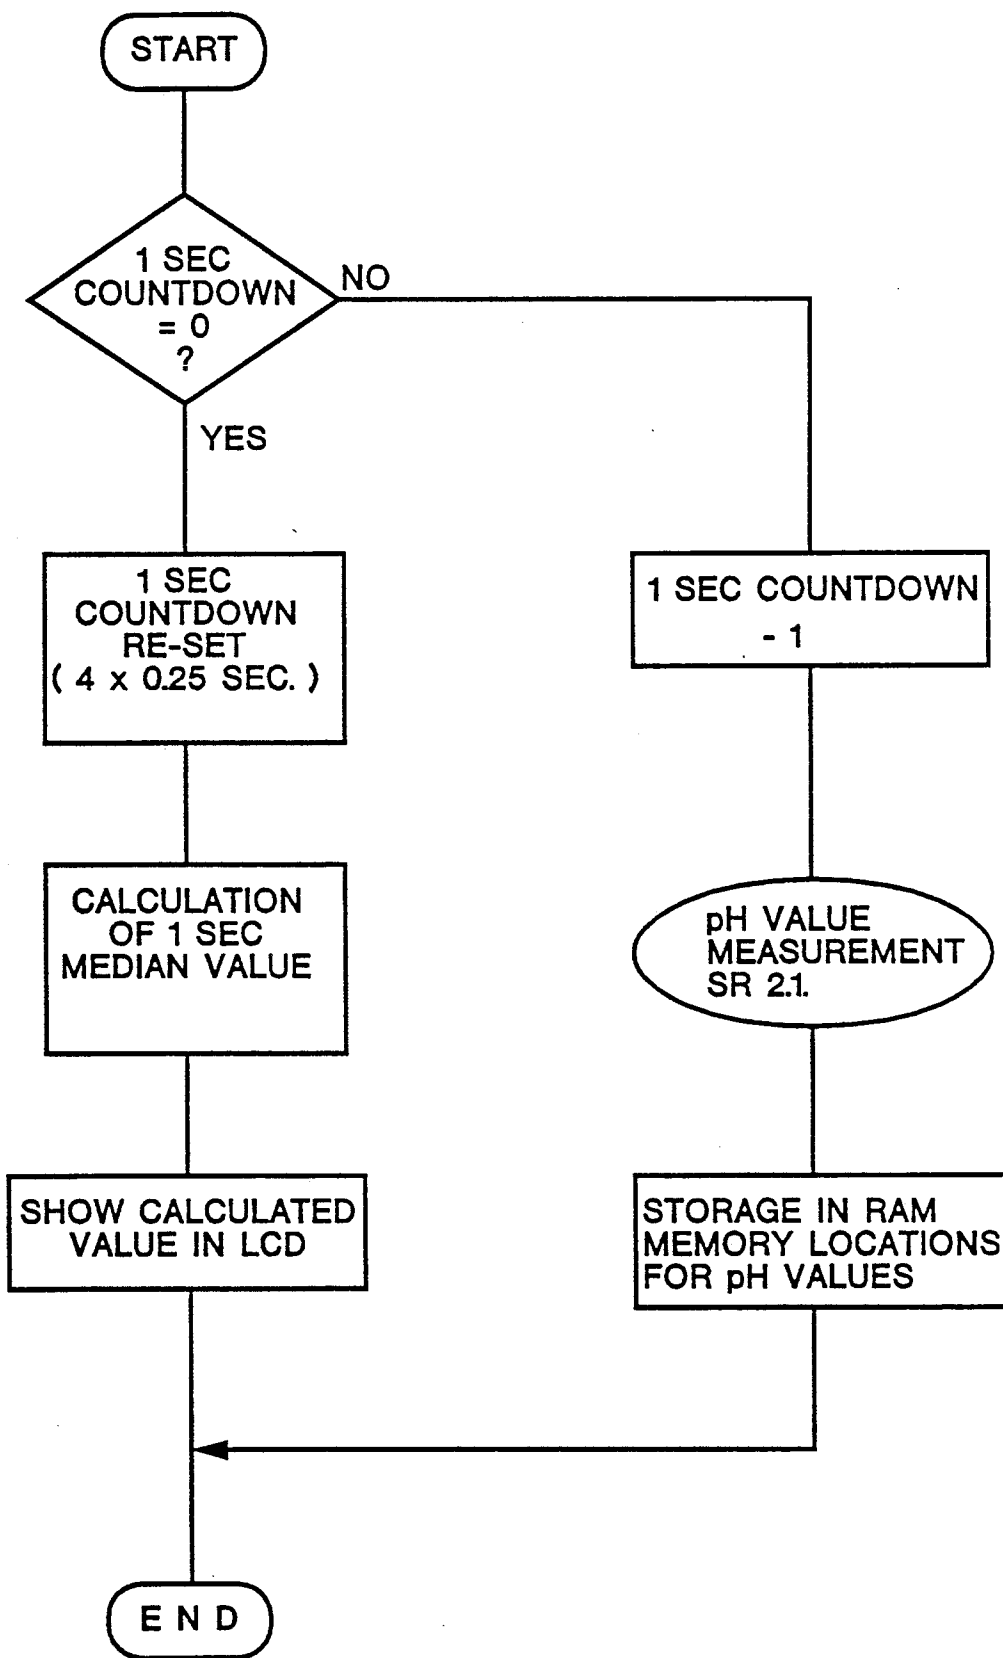 START
1 SEC
COUNTDOWN
= 0
?
NO
YES
1 SEC
COUNTDOWN
RE-SET
( 4 x 0.25 SEC. )
1 SEC COUNTDOWN
- 1
CALCULATION
OF 1 SEC
MEDIAN VALUE
pH VALUE
MEASUREMENT
SR 2.1.
SHOW CALCULATED
VALUE IN LCD
STORAGE IN RAM
MEMORY LOCATIONS
FOR pH VALUES
E N D